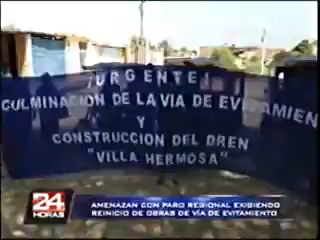 ¡URGENTE!
CULMINACION DE LA VIA DE EVITAMIEN
Y
CONSTRUCCION DEL DREN
"VILLA HERMOSA"
24
HORAS
AMENAZAN CON PARO REGIONAL EXIGIENDO
REINICIO DE OBRAS DE VÍA DE EVITAMIENTO